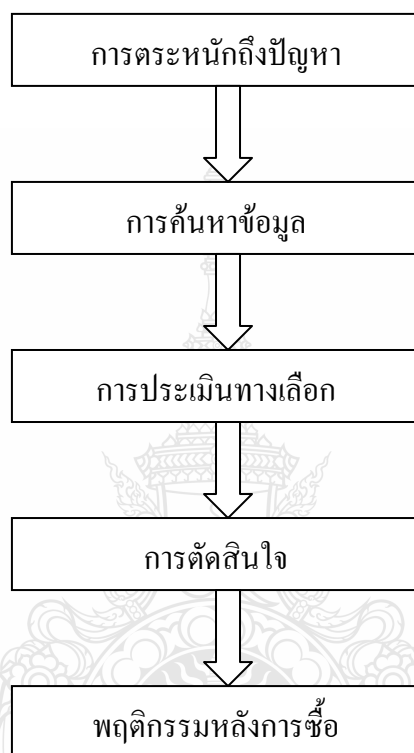 การตระหนักถึงปัญหา
การค้นหาข้อมูล
การประเมินทางเลือก
การตัดสินใจ
พฤติกรรมหลังการซื้อ